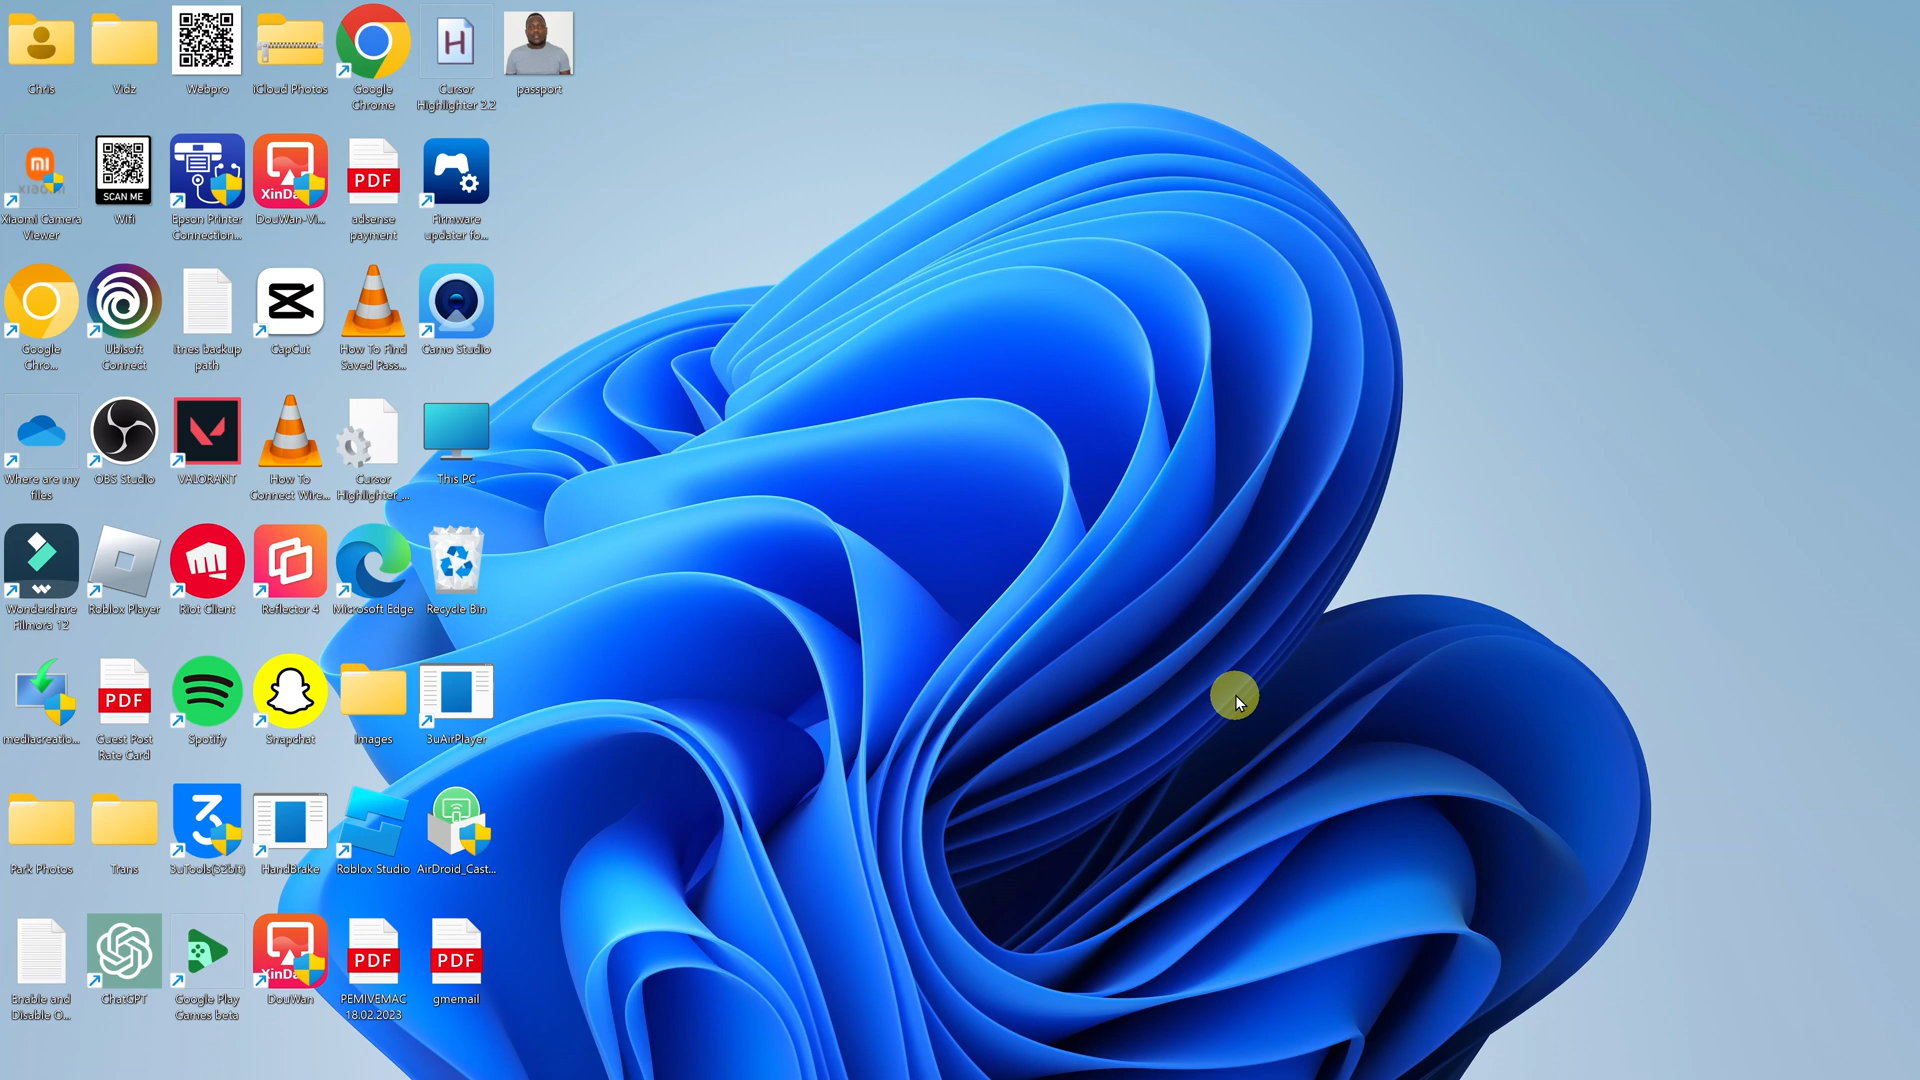 Chris
Vidz
Webpro
iCloud Photos
Google
Chrome
H
Cursor
Highlighter 2.2
passport
Xiaomi Camera
Viewer
SCAN ME
Wifi
Epson Printer
Connection...
XinDa
DouWan-Vi...
PDF
adsense
payment
Firmware
updater fo...
Google
Chro...
Ubisoft
Connect
itnes backup
path
CapCut
How To Find
Saved Pass...
Camo Studio
Where are my
files
OBS Studio
VALORANT
How To
Connect Wire...
Cursor
Highlighter_...
This PC
Wondershare
Filmora 12
Roblox Player
Riot Client
Reflector 4
Microsoft Edge
Recycle Bin
mediacreatio...
PDF
Guest Post
Rate Card
Spotify
Snapchat
Images
3uAirPlayer
Park Photos
Trans
3uTools(32bit)
HandBrake
Roblox Studio
AirDroid_Cast...
Enable and
Disable O...
ChatGPT
Google Play
Games beta
XinDa
DouWan
PDF
PEMIVEMAC
18.02.2023
PDF
gmemail